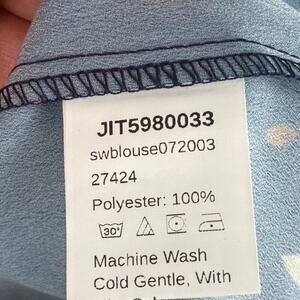 JIT5980033
swblouse072003
27424
Polyester: 100%
30°
Machine Wash
Cold Gentle, With